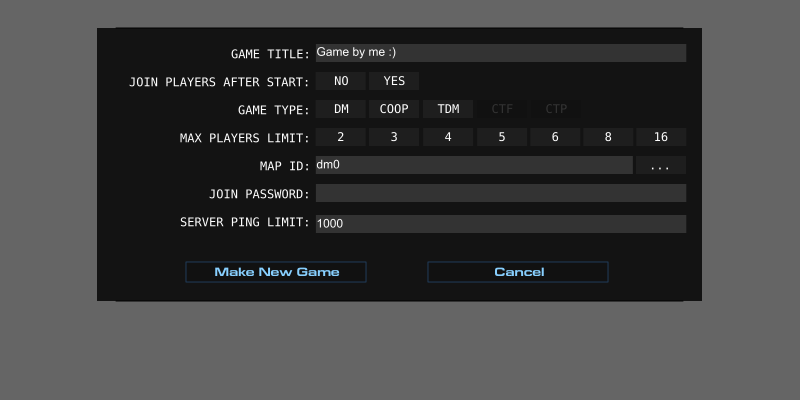 GAME TITLE: Game by me :)
JOIN PLAYERS AFTER START: NO YES
GAME TYPE: DM COOP TDM CTF CTP
MAX PLAYERS LIMIT: 2 3 4 5 6 8 16
MAP ID: dm0 ...
JOIN PASSWORD:
SERVER PING LIMIT: 1000
Make New Game Cancel